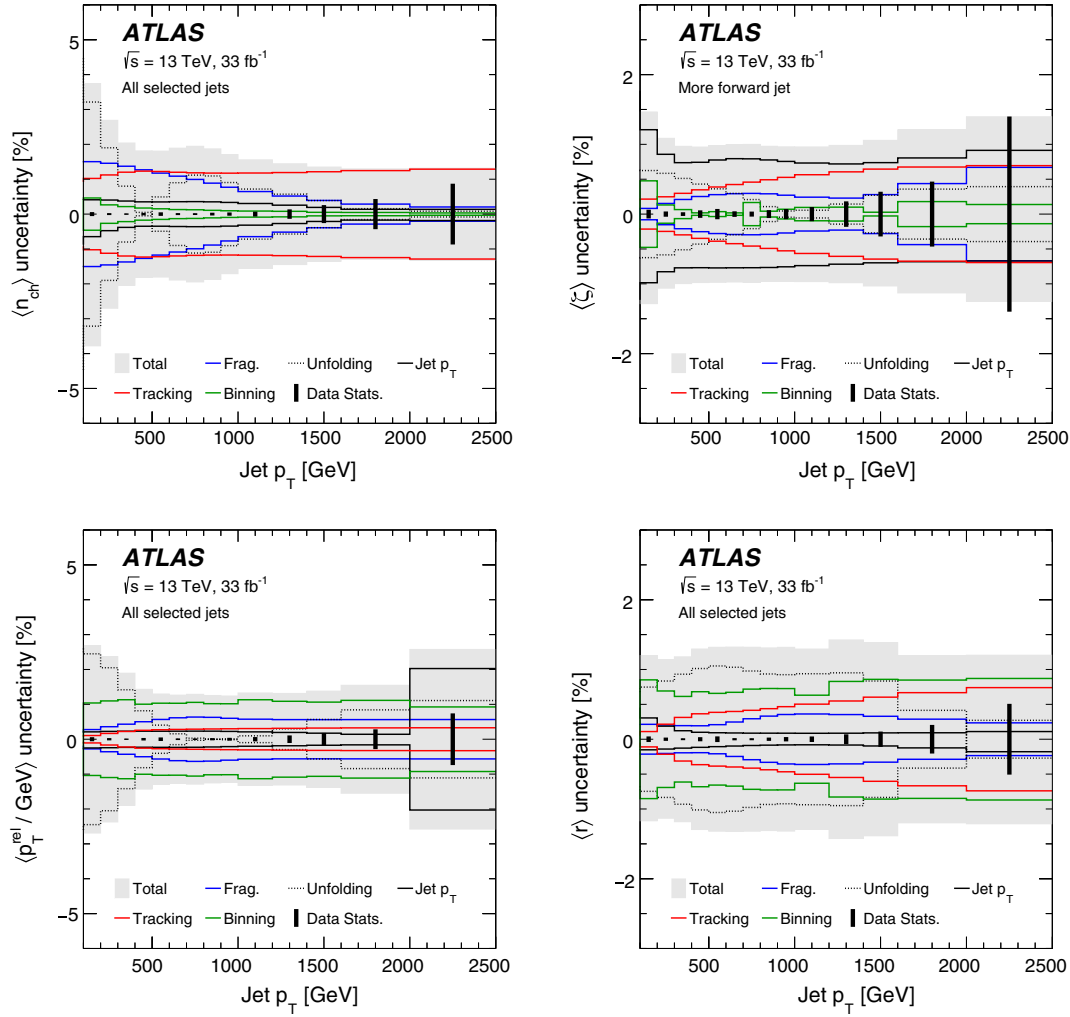 ATLAS
√s = 13 TeV, 33 fb⁻¹
All selected jets
⟨n_ch⟩ uncertainty [%]
5
0
−5
Total Frag. Unfolding Jet p_T
Tracking Binning Data Stats.
500 1000 1500 2000 2500
Jet p_T [GeV]
ATLAS
√s = 13 TeV, 33 fb⁻¹
More forward jet
⟨ζ⟩ uncertainty [%]
2
0
−2
Total Frag. Unfolding Jet p_T
Tracking Binning Data Stats.
500 1000 1500 2000 2500
Jet p_T [GeV]
ATLAS
√s = 13 TeV, 33 fb⁻¹
All selected jets
⟨p_T^rel / GeV⟩ uncertainty [%]
5
0
−5
Total Frag. Unfolding Jet p_T
Tracking Binning Data Stats.
500 1000 1500 2000 2500
Jet p_T [GeV]
ATLAS
√s = 13 TeV, 33 fb⁻¹
All selected jets
⟨r⟩ uncertainty [%]
2
0
−2
Total Frag. Unfolding Jet p_T
Tracking Binning Data Stats.
500 1000 1500 2000 2500
Jet p_T [GeV]